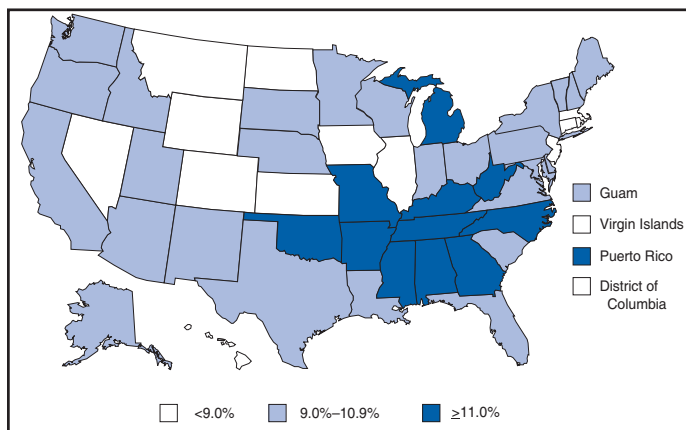 Guam
Virgin Islands
Puerto Rico
District of
Columbia
<9.0% 9.0%–10.9% ≥11.0%